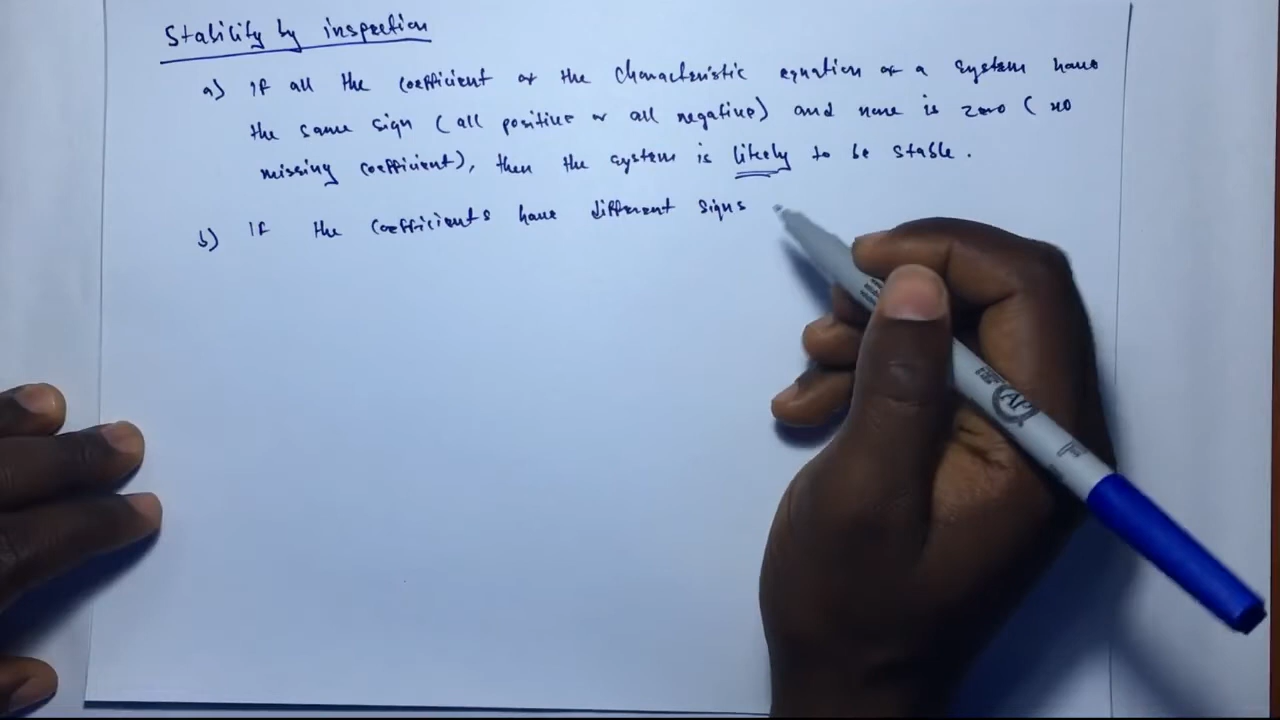 Stability by inspection
a) If all the coefficient of the characteristic equation of a system have
the same sign (all positive or all negative) and none is zero (no
missing coefficient), then the system is likely to be stable.
b) If the coefficients have different signs